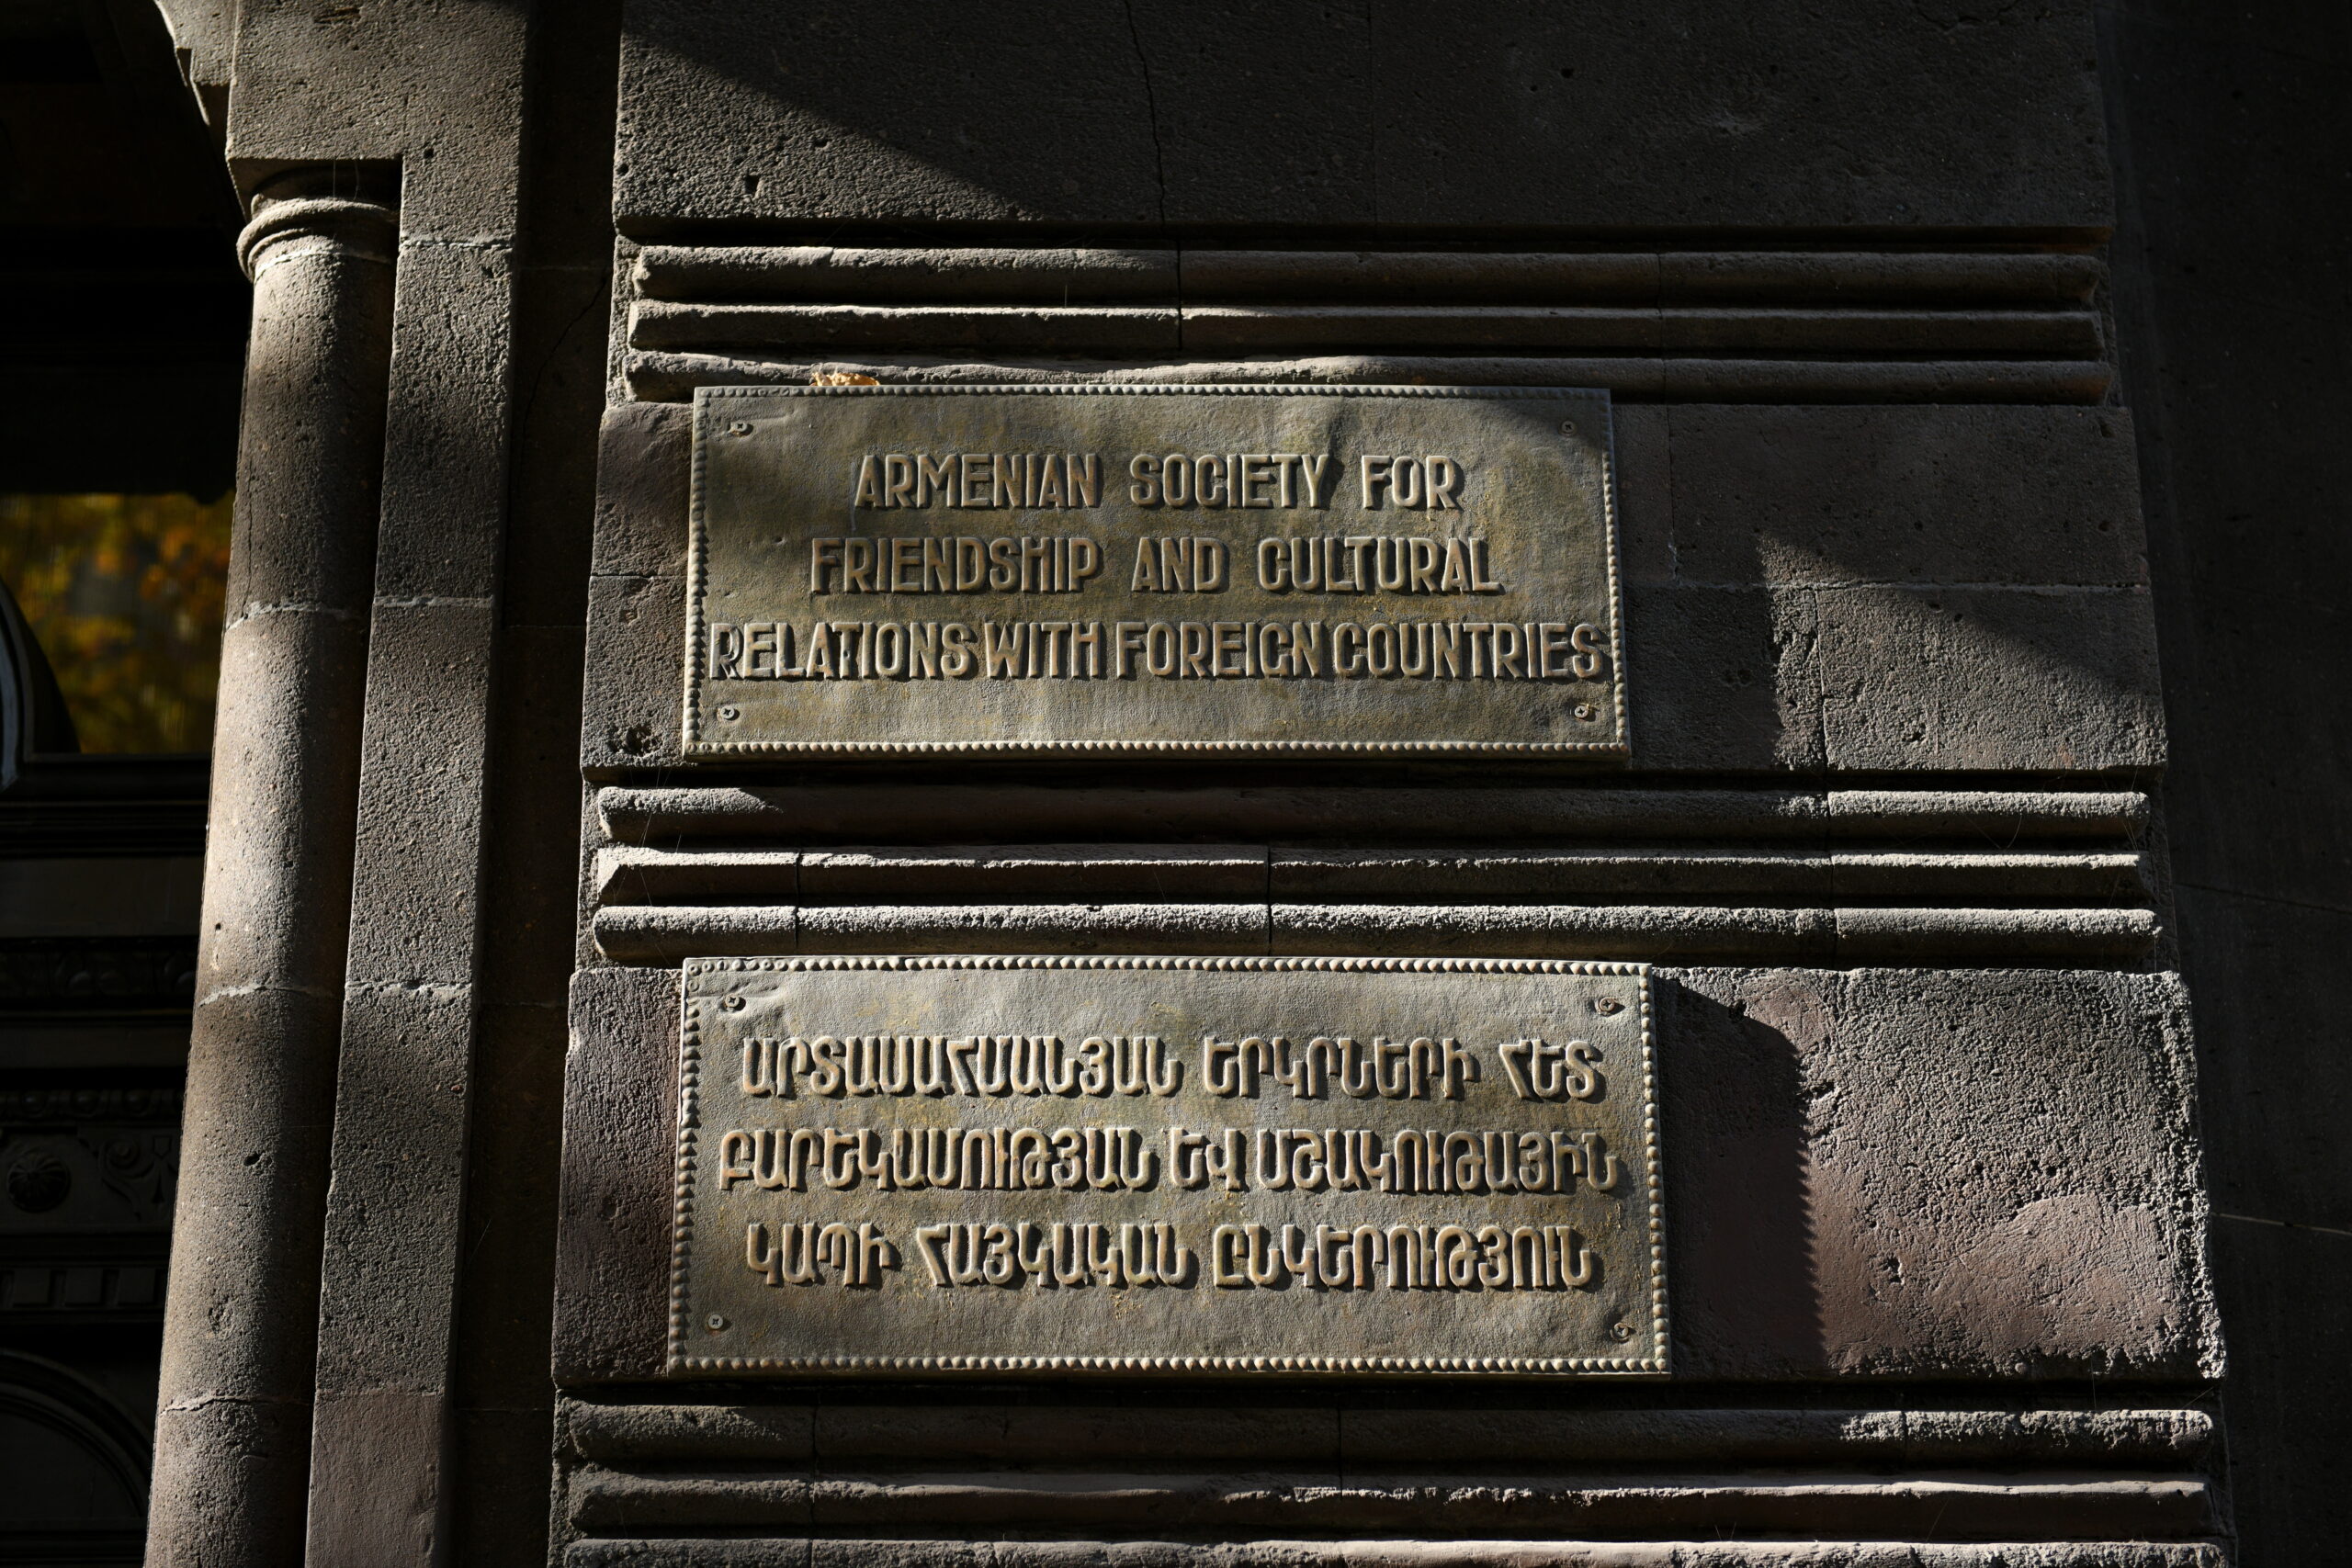 ARMENIAN SOCIETY FOR
FRIENDSHIP AND CULTURAL
RELATIONS WITH FOREIGN COUNTRIES
ԱՐՏԱՍԱՀՄԱՆՅԱՆ ԵՐԿՐՆԵՐԻ ՀԵՏ
ԲԱՐԵԿԱՄՈՒԹՅԱՆ ԵՎ ՄՇԱԿՈՒԹԱՅԻՆ
ԿԱՊԻ ՀԱՅԿԱԿԱՆ ԸՆԿԵՐՈՒԹՅՈՒՆ